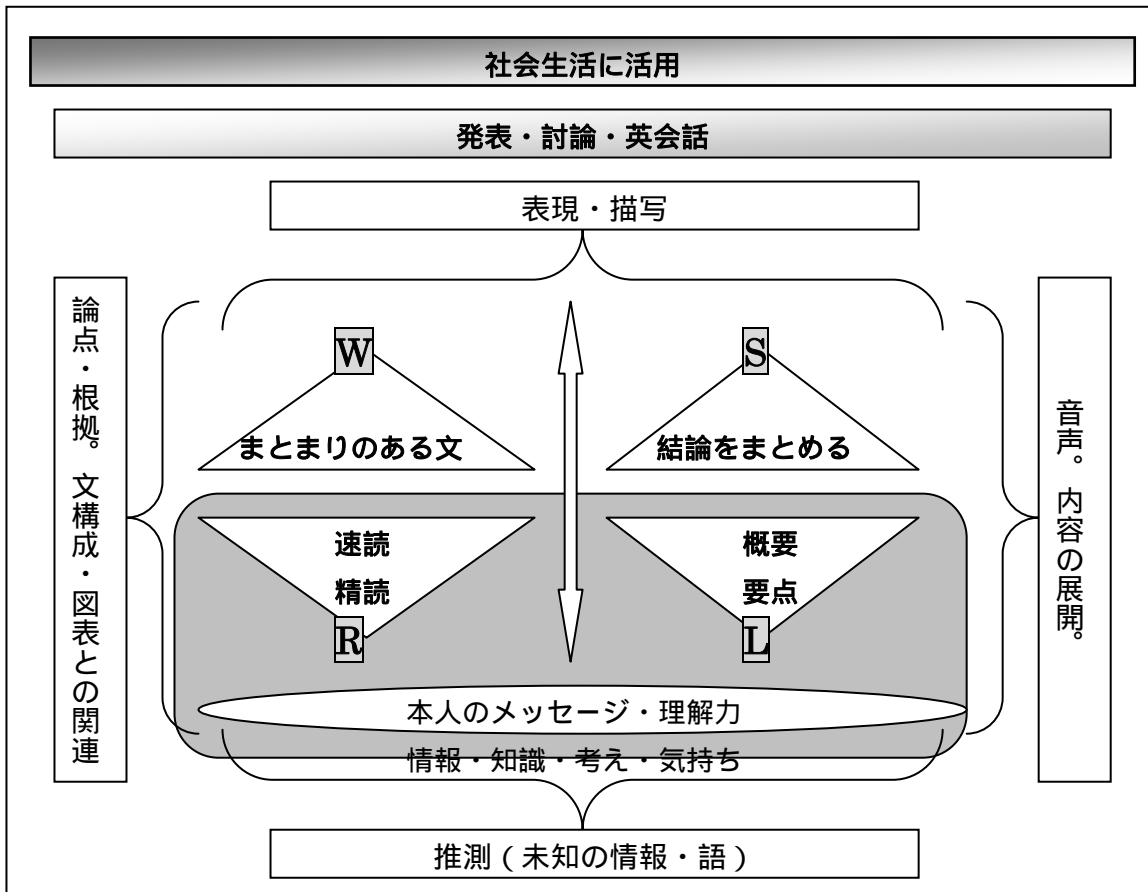 社会生活に活用
発表・討論・英会話
表現・描写
論点・根拠。文構成・図表との関連
W
まとまりのある文
S
結論をまとめる
音声。内容の展開。
速読
精読
R
概要
要点
L
本人のメッセージ・理解力
情報・知識・考え・気持ち
推測（未知の情報・語）